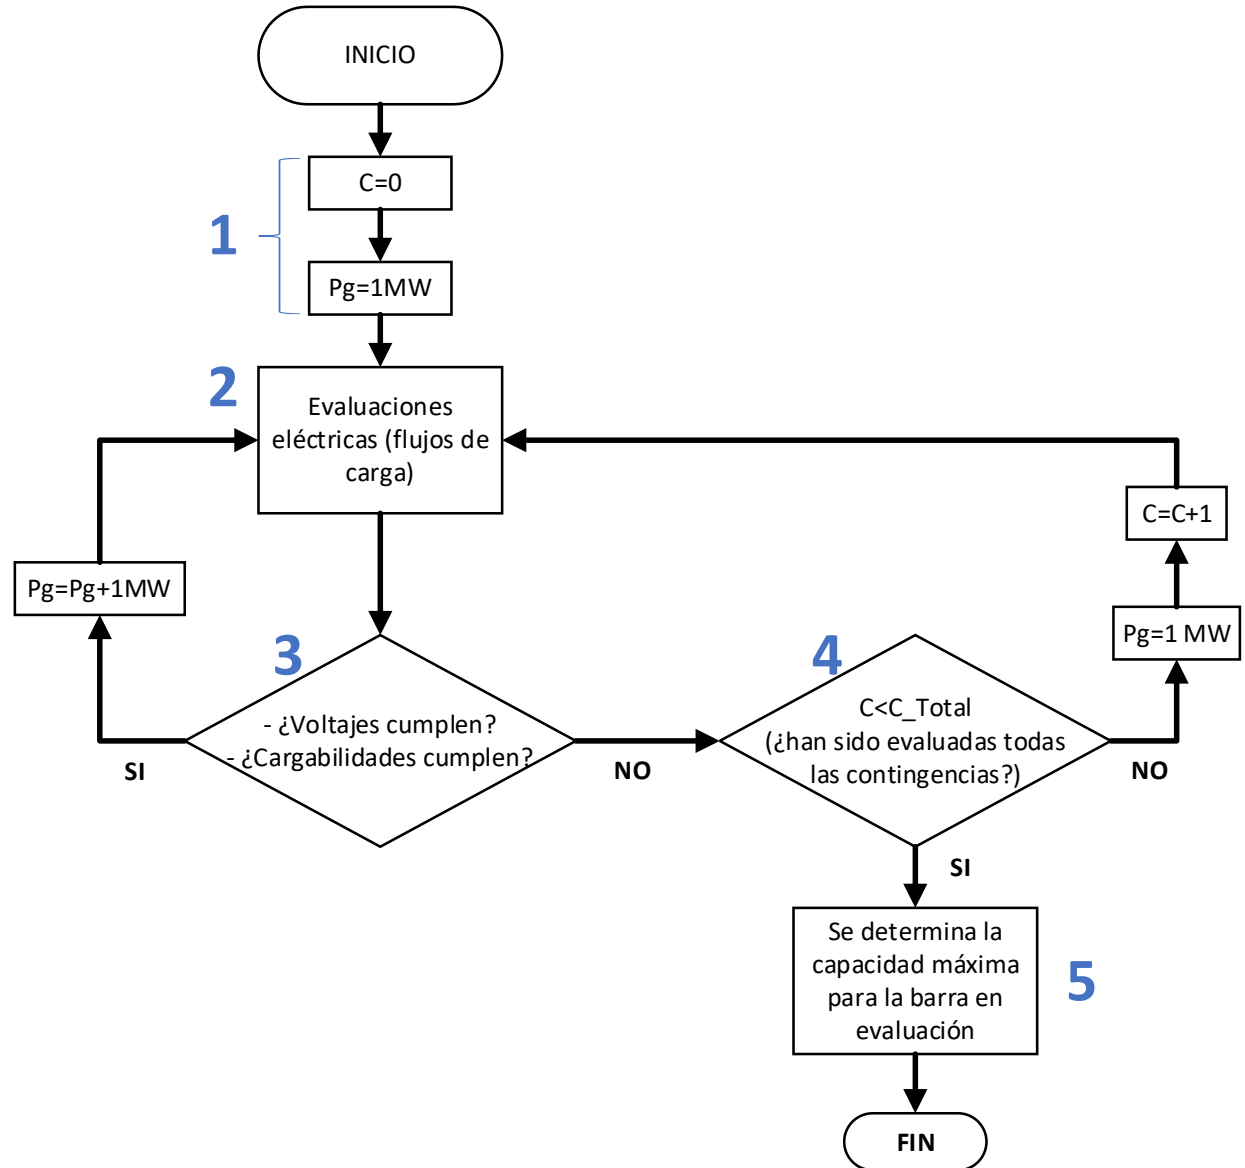 INICIO
C=0
1
Pg=1MW
2
Evaluaciones
eléctricas (flujos de
carga)
C=C+1
Pg=Pg+1MW
Pg=1 MW
3
4
- ¿Voltajes cumplen?
- ¿Cargabilidades cumplen?
C<C_Total
(¿han sido evaluadas todas
las contingencias?)
SI
NO
NO
SI
Se determina la
capacidad máxima
para la barra en
evaluación
5
FIN